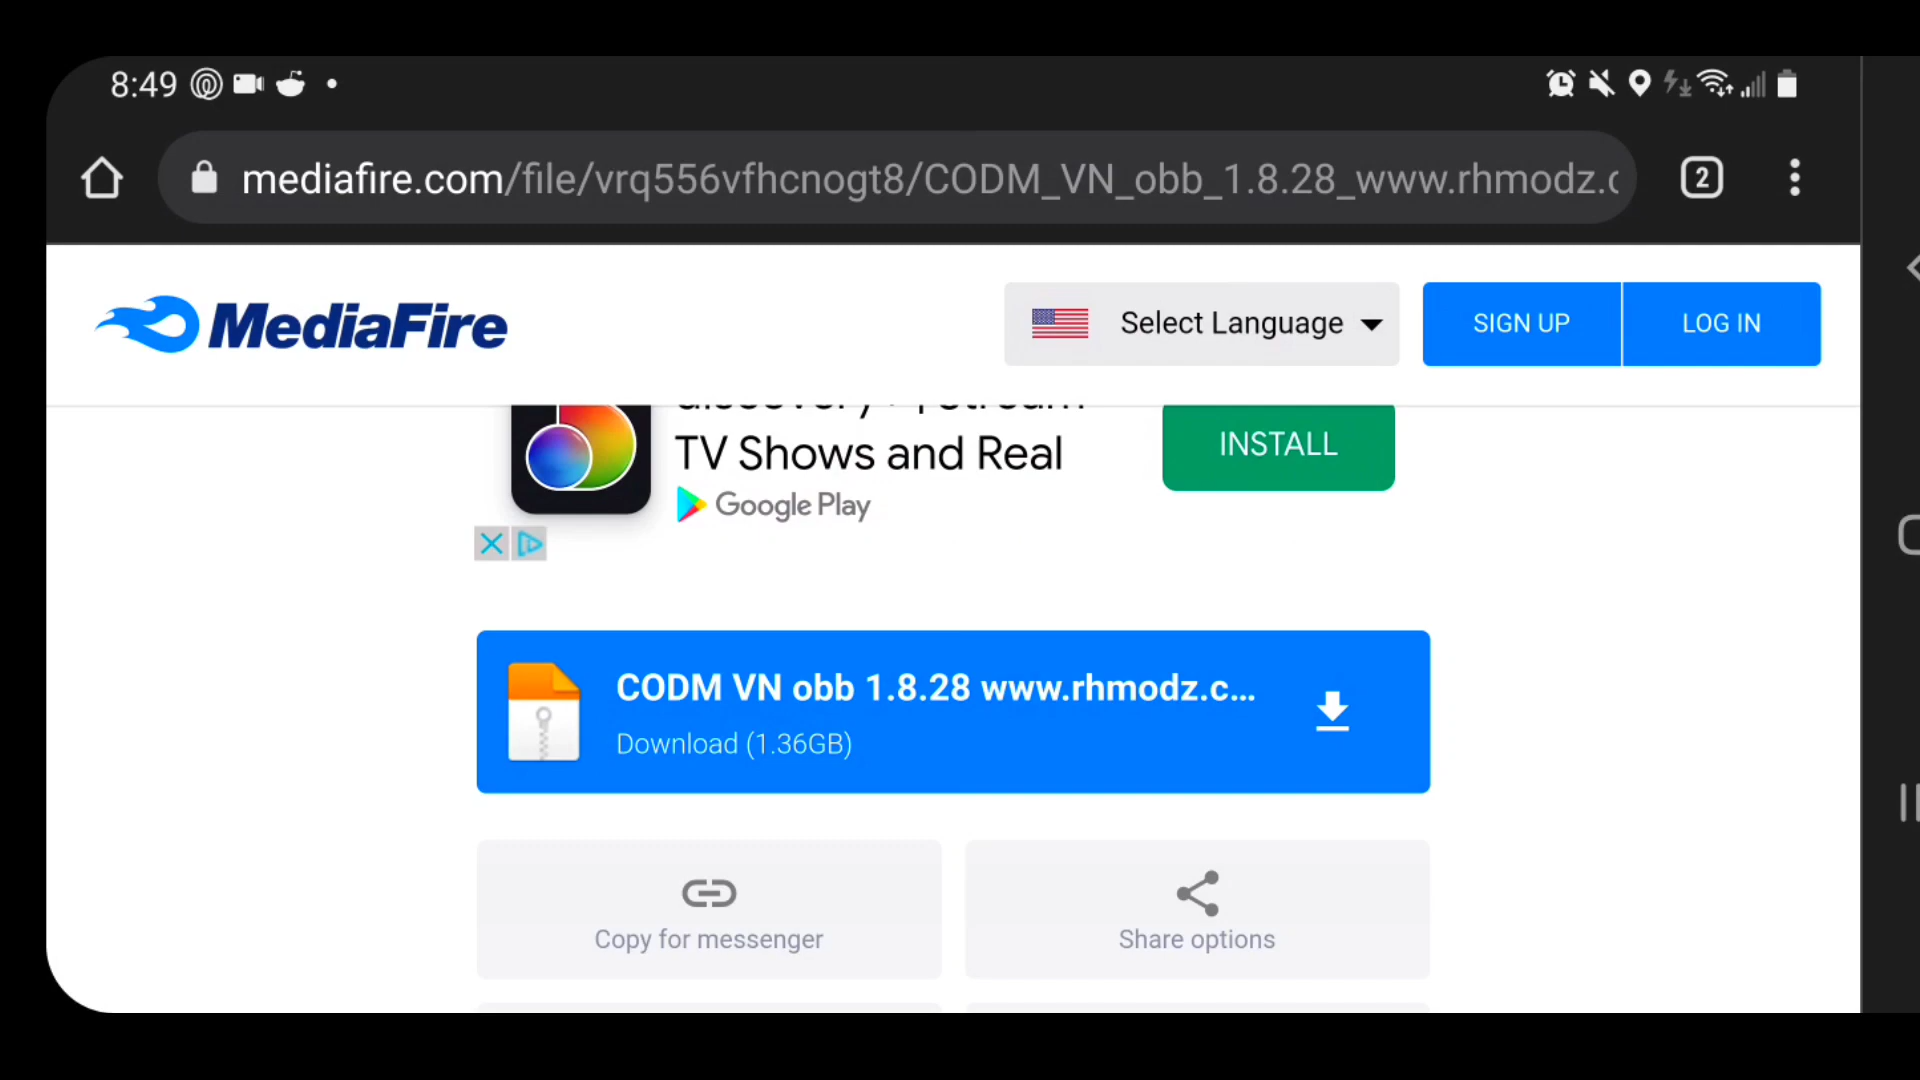 8:49
mediafire.com/file/vrq556vfhcnogt8/CODM_VN_obb_1.8.28_www.rhmodz.c
2
MediaFire
Select Language
SIGN UP
LOG IN
discovery+ | Stream
TV Shows and Real
Google Play
INSTALL
CODM VN obb 1.8.28 www.rhmodz.c...
Download (1.36GB)
Copy for messenger
Share options